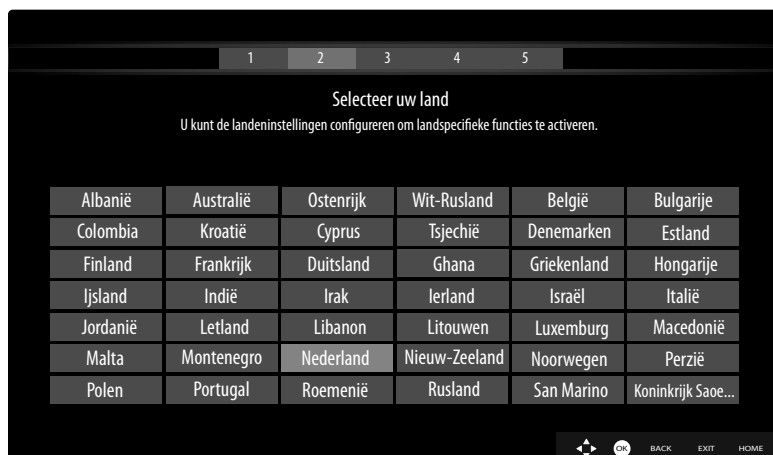 1 2 3 4 5
Selecteer uw land
U kunt de landeninstellingen configureren om landspecifieke functies te activeren.
Albanië Australië Ostenrijk Wit-Rusland België Bulgarije
Colombia Kroatië Cyprus Tsjechië Denemarken Estland
Finland Frankrijk Duitsland Ghana Griekenland Hongarije
Ijsland Indië Irak Ierland Israël Italië
Jordanië Letland Libanon Litouwen Luxemburg Macedonië
Malta Montenegro Nederland Nieuw-Zeeland Noorwegen Perzië
Polen Portugal Roemenië Rusland San Marino Koninkrijk Saoe...
OK BACK EXIT HOME